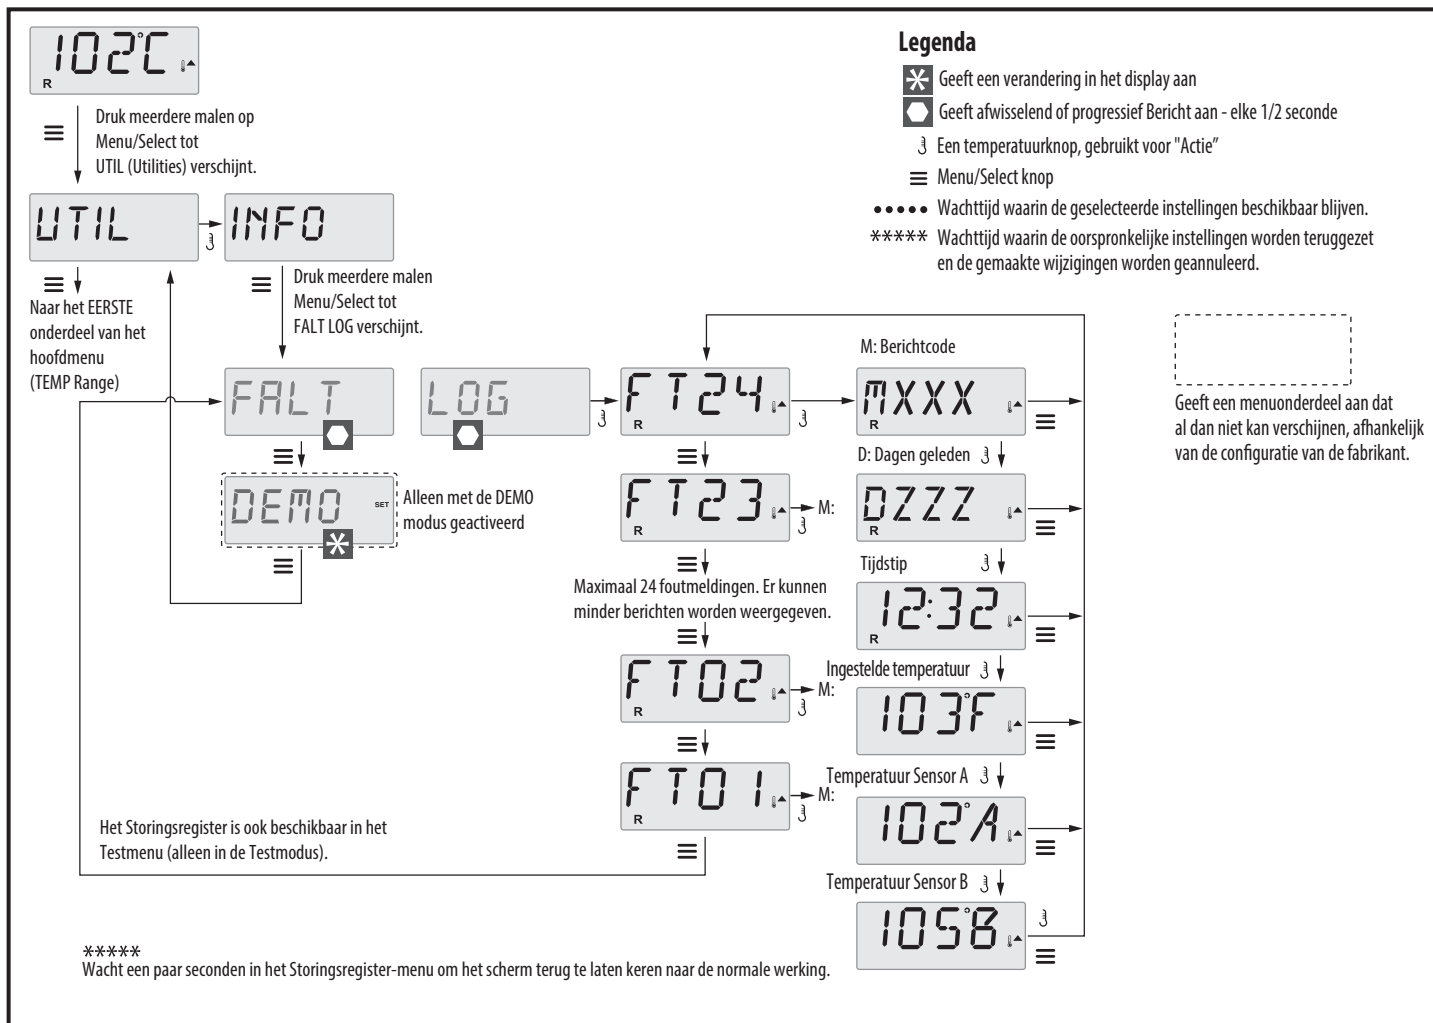 102°C
R
Druk meerdere malen op
Menu/Select tot
UTIL (Utilities) verschijnt.
UTIL
INFO
Naar het EERSTE
onderdeel van het
hoofdmenu
(TEMP Range)
Druk meerdere malen
Menu/Select tot
FALT LOG verschijnt.
FALT
LOG
DEMO
SET
Alleen met de DEMO
modus geactiveerd
Legenda
Geeft een verandering in het display aan
Geeft afwisselend of progressief Bericht aan - elke 1/2 seconde
Een temperatuurknop, gebruikt voor "Actie”
Menu/Select knop
••••• Wachttijd waarin de geselecteerde instellingen beschikbaar blijven.
***** Wachttijd waarin de oorspronkelijke instellingen worden teruggezet
en de gemaakte wijzigingen worden geannuleerd.
Geeft een menuonderdeel aan dat
al dan niet kan verschijnen, afhankelijk
van de configuratie van de fabrikant.
FT24
R
M: Berichtcode
MXXX
R
FT23
R
M:
D: Dagen geleden
DZZZ
R
Maximaal 24 foutmeldingen. Er kunnen
minder berichten worden weergegeven.
Tijdstip
12:32
R
FT02
R
M:
Ingestelde temperatuur
103°F
FT01
R
M:
Temperatuur Sensor A
102°A
Temperatuur Sensor B
105°B
Het Storingsregister is ook beschikbaar in het
Testmenu (alleen in de Testmodus).
*****
Wacht een paar seconden in het Storingsregister-menu om het scherm terug te laten keren naar de normale werking.